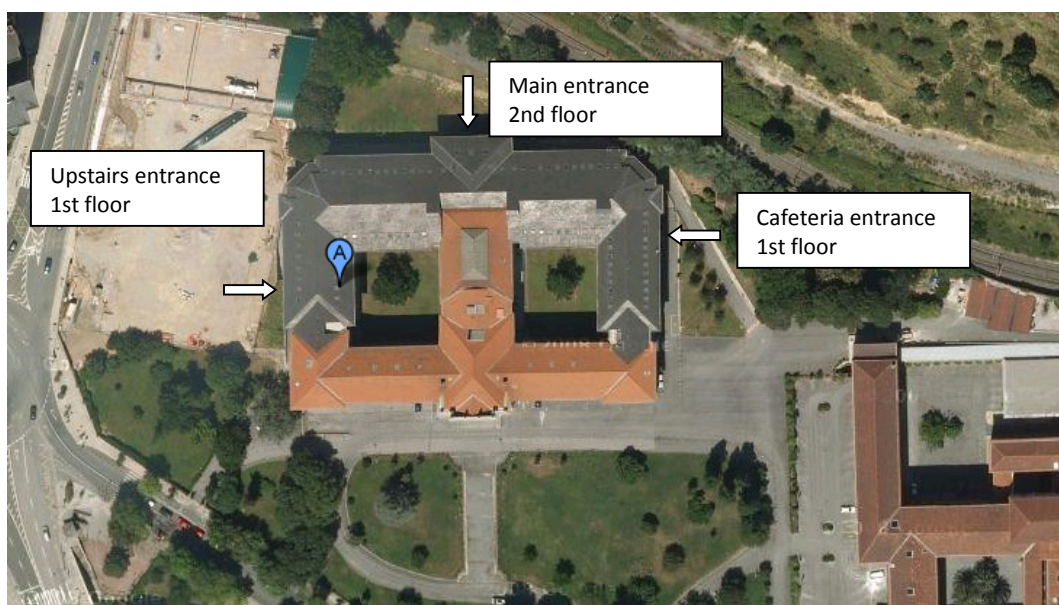 Main entrance
2nd floor
Upstairs entrance
1st floor
Cafeteria entrance
1st floor
A